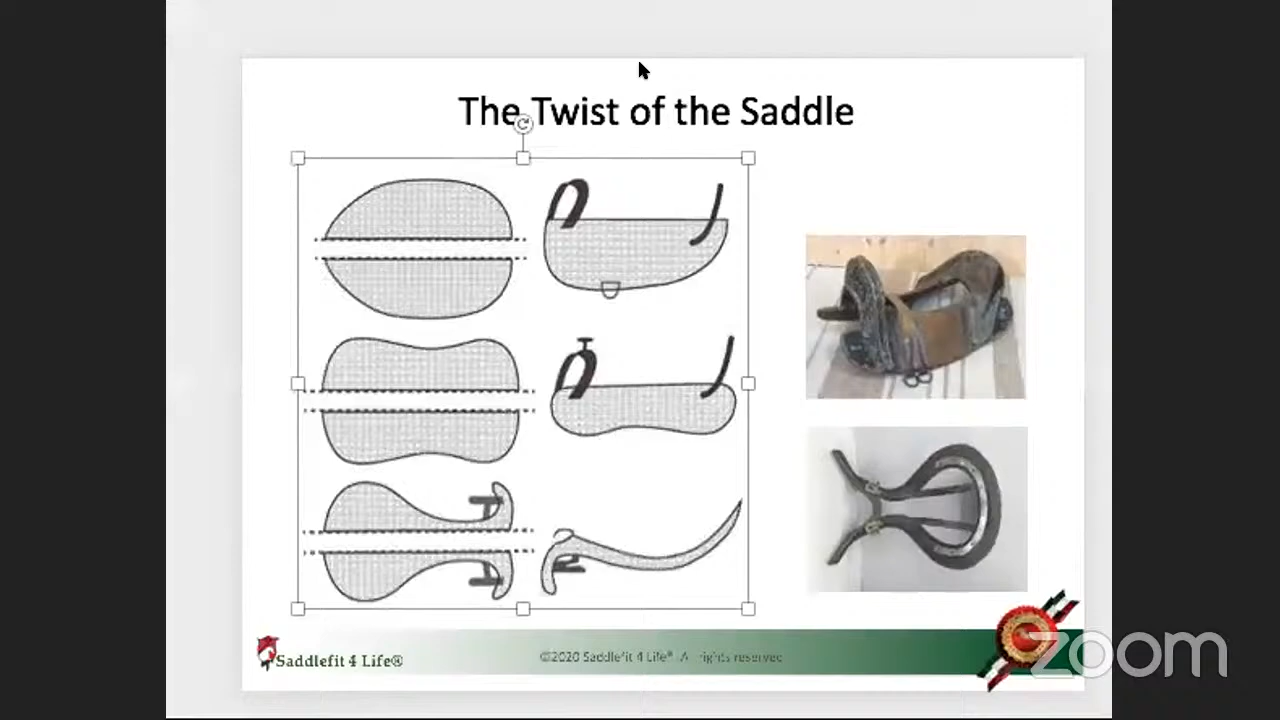 The Twist of the Saddle
Saddlefit 4 Life®
©2020 Saddlefit 4 Life® All rights reserved
zoom